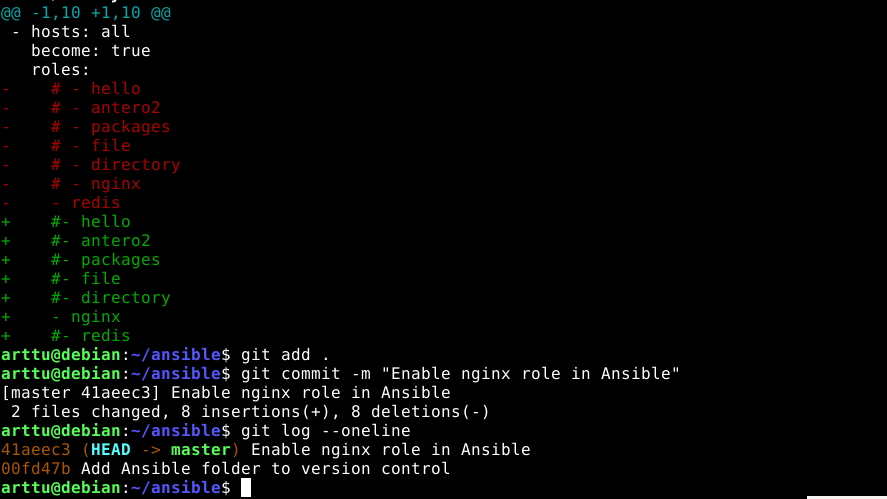 @@ -1,10 +1,10 @@
 - hosts: all
   become: true
   roles:
-    # - hello
-    # - antero2
-    # - packages
-    # - file
-    # - directory
-    # - nginx
-    - redis
+    #- hello
+    #- antero2
+    #- packages
+    #- file
+    #- directory
+    - nginx
+    #- redis
arttu@debian:~/ansible$ git add .
arttu@debian:~/ansible$ git commit -m "Enable nginx role in Ansible"
[master 41aeec3] Enable nginx role in Ansible
 2 files changed, 8 insertions(+), 8 deletions(-)
arttu@debian:~/ansible$ git log --oneline
41aeec3 (HEAD -> master) Enable nginx role in Ansible
00fd47b Add Ansible folder to version control
arttu@debian:~/ansible$